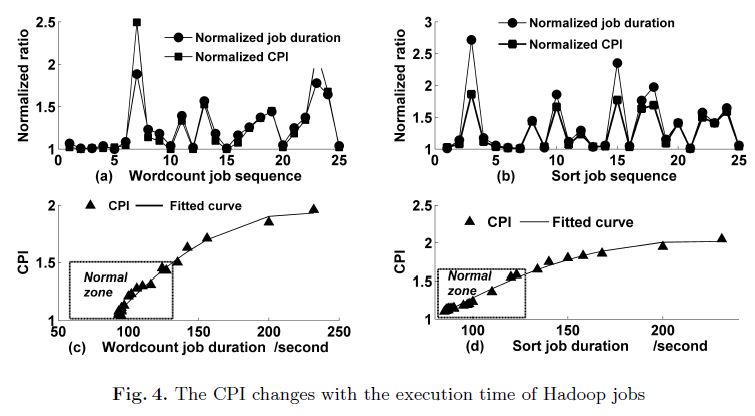 2.5
2
1.5
1
Normalized ratio
Normalized job duration
Normalized CPI
0 5 10 15 20 25
(a) Wordcount job sequence
3
2.5
2
1.5
1
Normalized ratio
Normalized job duration
Normalized CPI
0 5 10 15 20 25
(b) Sort job sequence
2
1.5
1
CPI
CPI Fitted curve
Normal
zone
50 100 150 200 250
(c) Wordcount job duration /second
2.5
2
1.5
1
CPI
CPI Fitted curve
Normal
zone
100 150 200
(d) Sort job duration /second
Fig. 4. The CPI changes with the execution time of Hadoop jobs